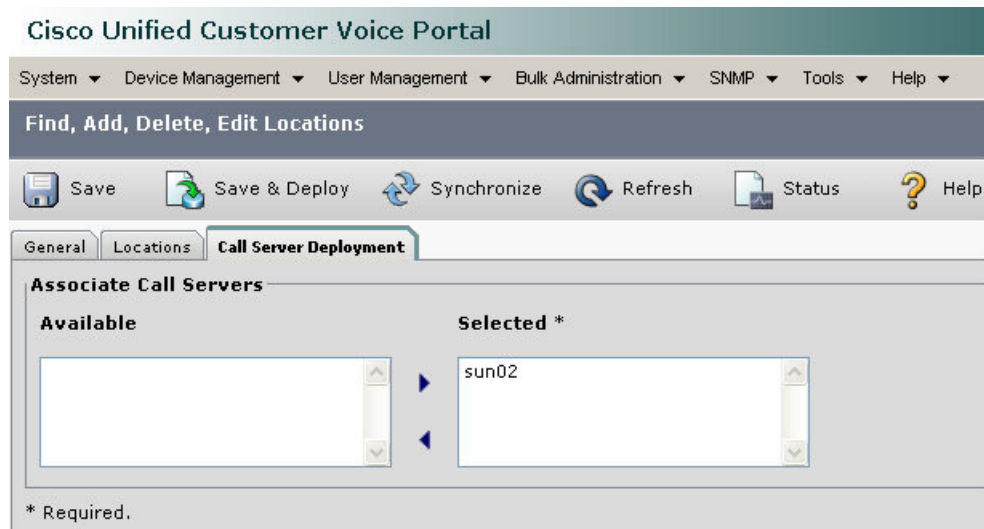 Cisco Unified Customer Voice Portal
System Device Management User Management Bulk Administration SNMP Tools Help
Find, Add, Delete, Edit Locations
Save Save & Deploy Synchronize Refresh Status Help
General Locations Call Server Deployment
Associate Call Servers
Available Selected *
sun02
* Required.